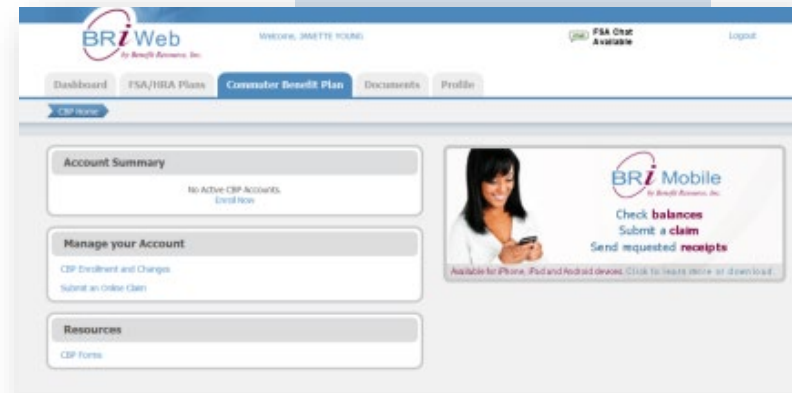 BRiWeb
by Benefit Resource, Inc.
Welcome, JANETTE YOUNG
FSA Chat
Available
Logout
Dashboard
FSA/HRA Plans
Commuter Benefit Plan
Documents
Profile
CBP Home
Account Summary
No Active CBP Accounts.
Enroll Now
Manage your Account
CBP Enrollment and Changes
Submit an Online Claim
Resources
CBP Forms
BRi Mobile
by Benefit Resource, Inc.
Check balances
Submit a claim
Send requested receipts
Available for iPhone, iPad and Android devices. Click to learn more or download.